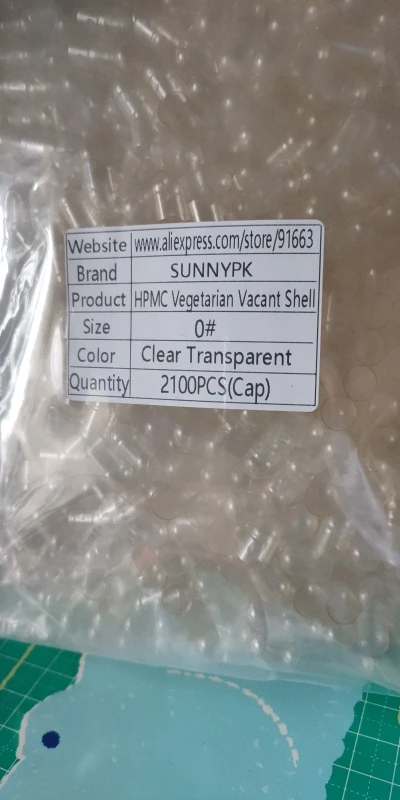 Website www.aliexpress.com/store/91663
Brand SUNNYPK
Product HPMC Vegetarian Vacant Shell
Size 0#
Color Clear Transparent
Quantity 2100PCS(Cap)